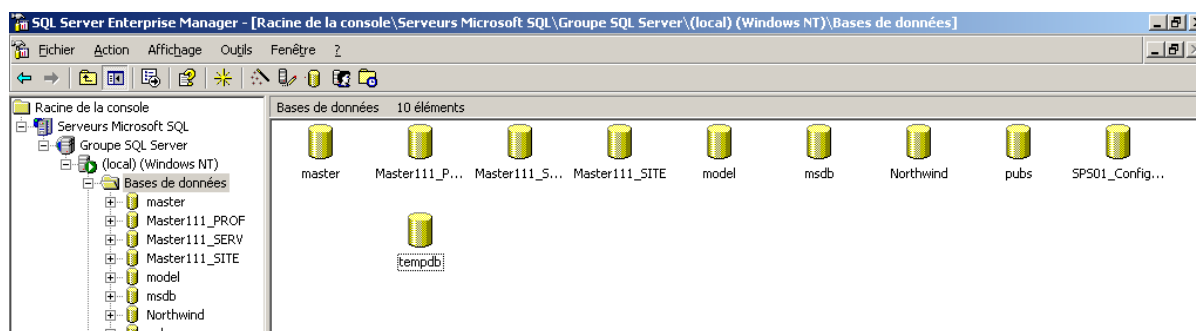 SQL Server Enterprise Manager - [Racine de la console\Serveurs Microsoft SQL\Groupe SQL Server\(local) (Windows NT)\Bases de données]
Fichier Action Affichage Outils Fenêtre ?
Racine de la console
Serveurs Microsoft SQL
Groupe SQL Server
(local) (Windows NT)
Bases de données
master
Master111_PROF
Master111_SERV
Master111_SITE
model
msdb
Northwind
Bases de données 10 éléments
master Master111_P... Master111_S... Master111_SITE model msdb Northwind pubs SPS01_Config...
tempdb